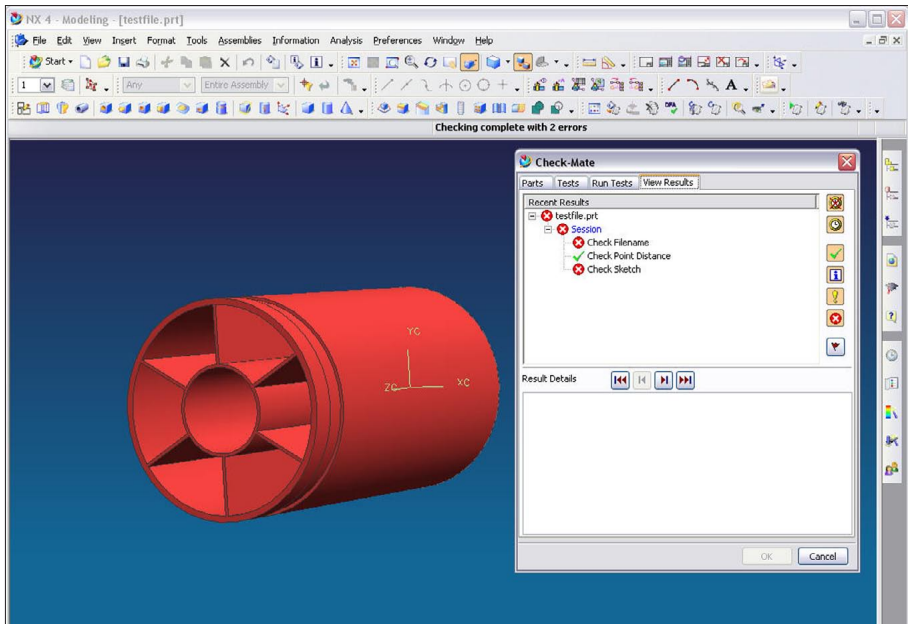 NX 4 - Modeling - [testfile.prt]
File Edit View Insert Format Tools Assemblies Information Analysis Preferences Window Help
Start
1 Any Entire Assembly
Checking complete with 2 errors
Check-Mate
Parts Tests Run Tests View Results
Recent Results
testfile.prt
Session
Check Filename
Check Point Distance
Check Sketch
YC
ZC XC
Result Details
OK Cancel